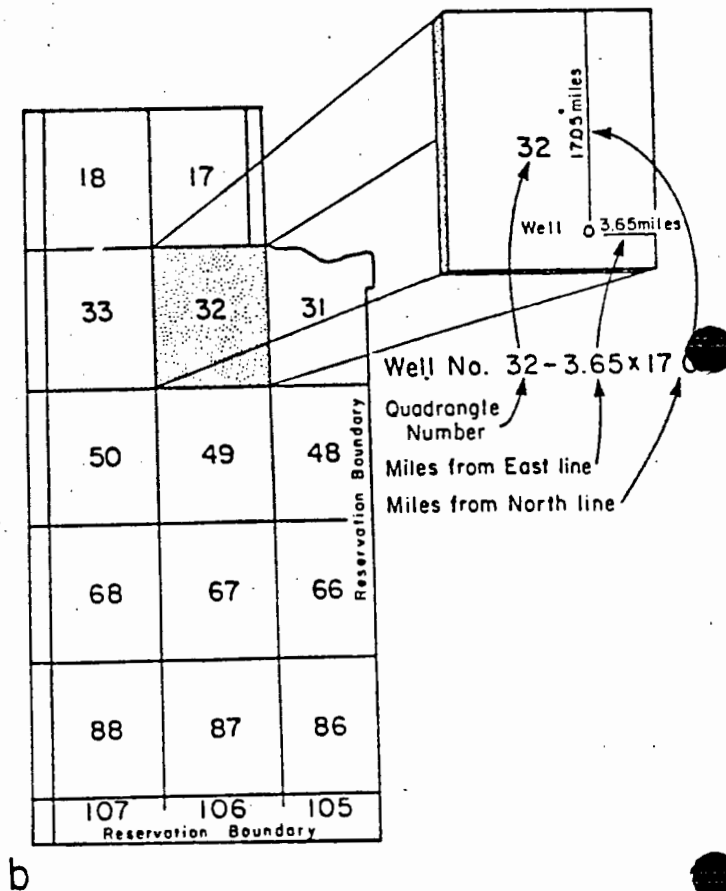 18 17
33 32 31
50 49 48
68 67 66
88 87 86
107 106 105
Reservation Boundary
Reservation Boundary
32
17.05 miles
Well 3.65 miles
Well No. 32-3.65x17
Quadrangle
Number
Miles from East line
Miles from North line
b